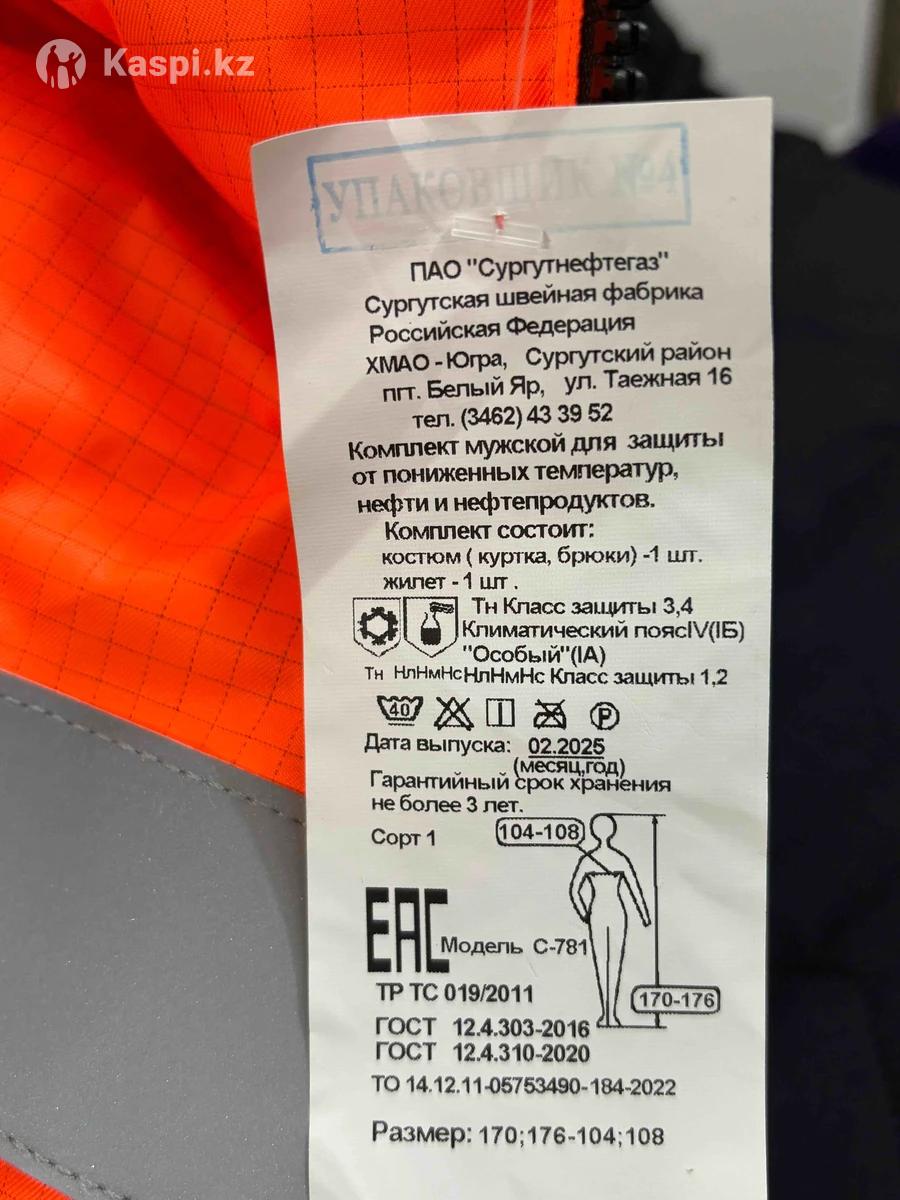 Kaspi.kz
УПАКОВЩИК №4
ПАО "Сургутнефтегаз"
Сургутская швейная фабрика
Российская Федерация
ХМАО - Югра, Сургутский район
пгт. Белый Яр, ул. Таежная 16
тел. (3462) 43 39 52
Комплект мужской для защиты
от пониженных температур,
нефти и нефтепродуктов.
Комплект состоит:
костюм ( куртка, брюки) -1 шт.
жилет - 1 шт .
Тн Класс защиты 3,4
Климатический поясIV(IБ)
"Особый"(IА)
Тн НлНмНс НлНмНс Класс защиты 1,2
40 P
Дата выпуска: 02.2025
(месяц,год)
Гарантийный срок хранения
не более 3 лет.
Сорт 1 104-108
EAC Модель С-781
ТР ТС 019/2011 170-176
ГОСТ 12.4.303-2016
ГОСТ 12.4.310-2020
ТО 14.12.11-05753490-184-2022
Размер: 170;176-104;108